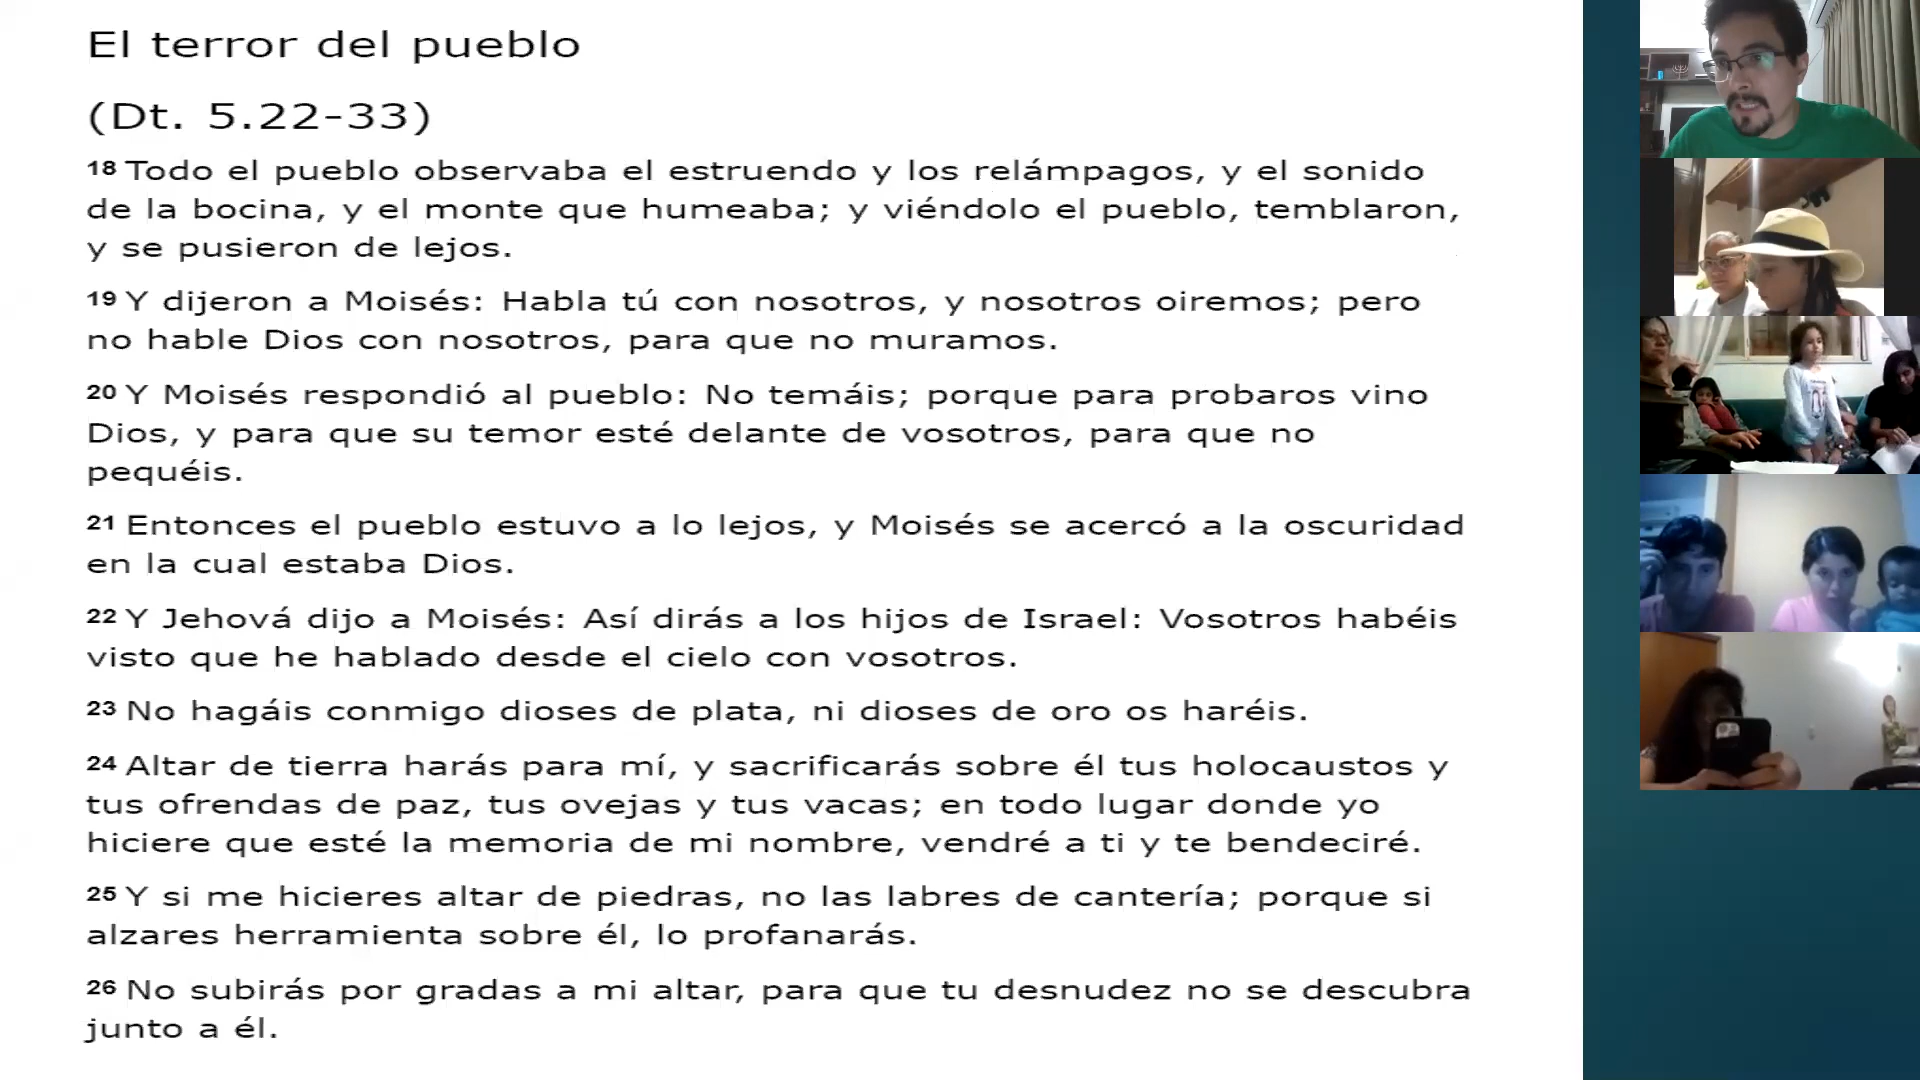 El terror del pueblo
(Dt. 5.22-33)
18 Todo el pueblo observaba el estruendo y los relámpagos, y el sonido
de la bocina, y el monte que humeaba; y viéndolo el pueblo, temblaron,
y se pusieron de lejos.
19 Y dijeron a Moisés: Habla tú con nosotros, y nosotros oiremos; pero
no hable Dios con nosotros, para que no muramos.
20 Y Moisés respondió al pueblo: No temáis; porque para probaros vino
Dios, y para que su temor esté delante de vosotros, para que no
pequéis.
21 Entonces el pueblo estuvo a lo lejos, y Moisés se acercó a la oscuridad
en la cual estaba Dios.
22 Y Jehová dijo a Moisés: Así dirás a los hijos de Israel: Vosotros habéis
visto que he hablado desde el cielo con vosotros.
23 No hagáis conmigo dioses de plata, ni dioses de oro os haréis.
24 Altar de tierra harás para mí, y sacrificarás sobre él tus holocaustos y
tus ofrendas de paz, tus ovejas y tus vacas; en todo lugar donde yo
hiciere que esté la memoria de mi nombre, vendré a ti y te bendeciré.
25 Y si me hicieres altar de piedras, no las labres de cantería; porque si
alzares herramienta sobre él, lo profanarás.
26 No subirás por gradas a mi altar, para que tu desnudez no se descubra
junto a él.